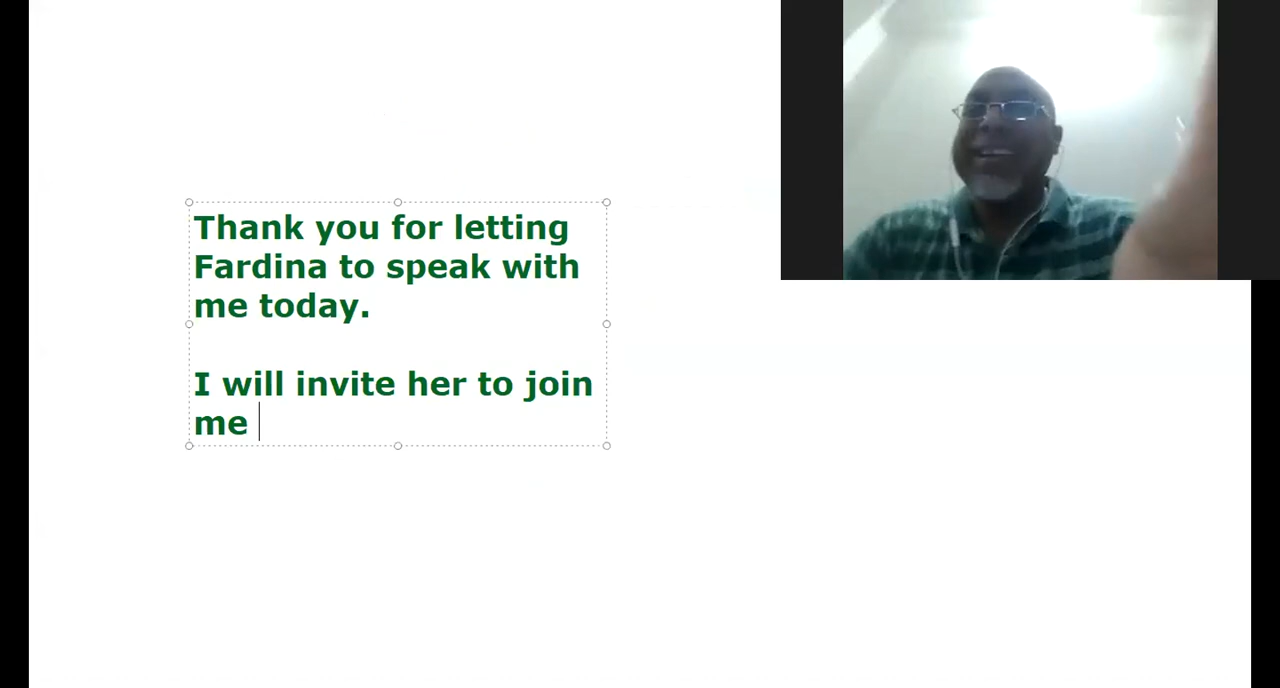 Thank you for letting
Fardina to speak with
me today.
I will invite her to join
me